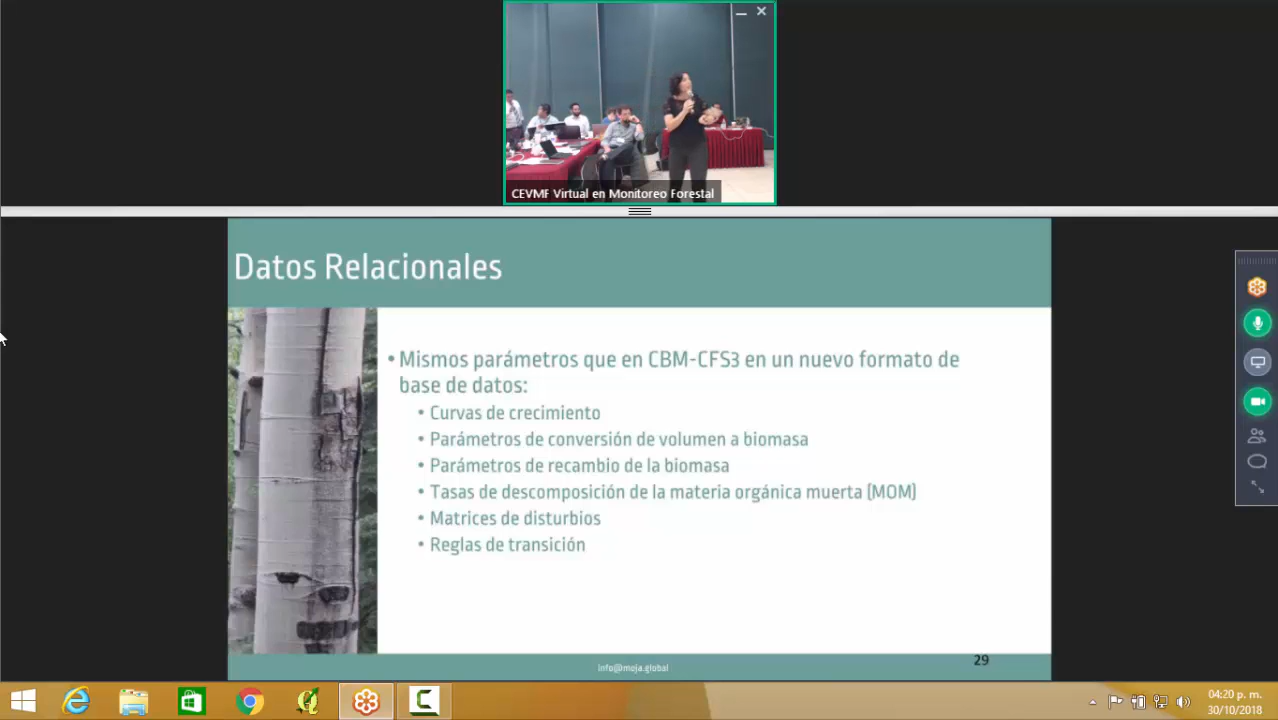 CEVMF Virtual en Monitoreo Forestal
Datos Relacionales
• Mismos parámetros que en CBM-CFS3 en un nuevo formato de
base de datos:
• Curvas de crecimiento
• Parámetros de conversión de volumen a biomasa
• Parámetros de recambio de la biomasa
• Tasas de descomposición de la materia orgánica muerta (MOM)
• Matrices de disturbios
• Reglas de transición
info@moja.global
29
04:20 p. m.
30/10/2018